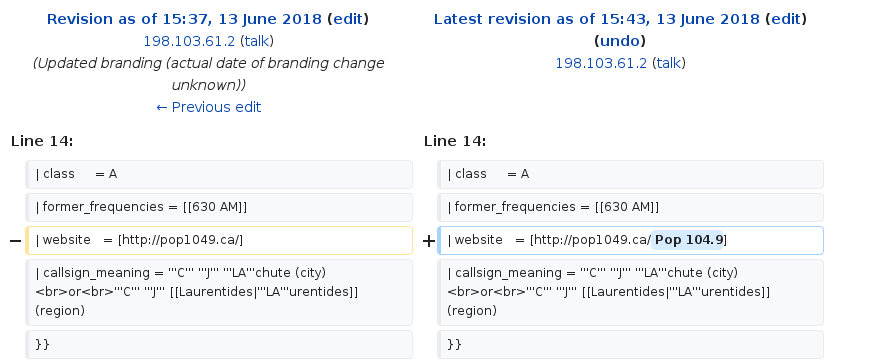 Revision as of 15:37, 13 June 2018 (edit)
198.103.61.2 (talk)
(Updated branding (actual date of branding change
unknown))
← Previous edit
Latest revision as of 15:43, 13 June 2018 (edit)
(undo)
198.103.61.2 (talk)
Line 14:
Line 14:
| class     = A
| class     = A
| former_frequencies = [[630 AM]]
| former_frequencies = [[630 AM]]
− | website   = [http://pop1049.ca/]
+ | website   = [http://pop1049.ca/ Pop 104.9]
| callsign_meaning = '''C''' '''J''' '''LA'''chute (city)
<br>or<br>'''C''' '''J''' [[Laurentides|'''LA'''urentides]]
(region)
| callsign_meaning = '''C''' '''J''' '''LA'''chute (city)
<br>or<br>'''C''' '''J''' [[Laurentides|'''LA'''urentides]]
(region)
}}
}}